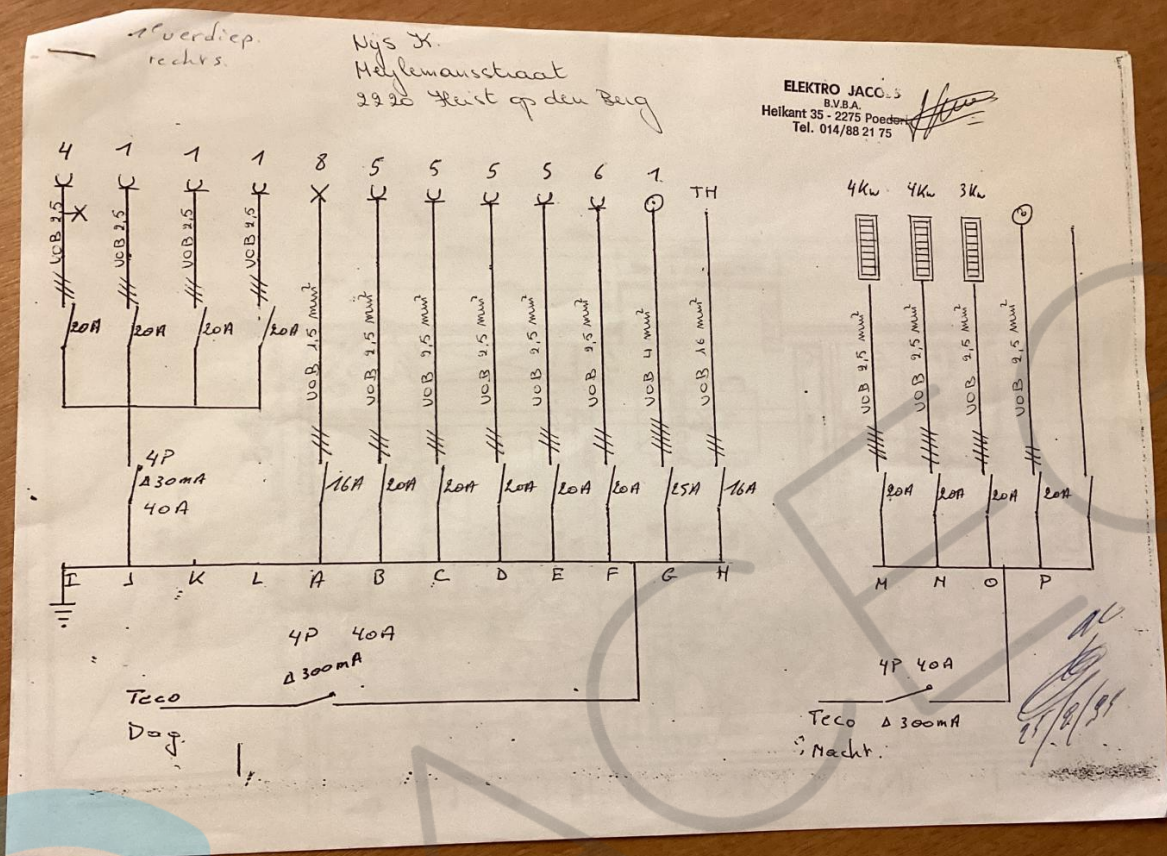 1e verdiep.
rechts.
Nys K.
Meylemansstraat
2220 Heist op den Berg
ELEKTRO JACOBS
B.V.B.A.
Heikant 35 - 2275 Poederl
Tel. 014/88 21 75
4 1 1 1 8 5 5 5 5 6 1 TH
4Kw 4Kw 3Kw
VOB 2,5
VOB 2,5
VOB 2,5
VOB 2,5
VOB 1,5 mm²
VOB 2,5 mm²
VOB 2,5 mm²
VOB 2,5 mm²
VOB 2,5 mm²
VOB 2,5 mm²
VOB 4 mm²
VOB 16 mm²
VOB 2,5 mm²
VOB 2,5 mm²
VOB 2,5 mm²
VOB 2,5 mm²
20A 20A 20A 20A
16A 20A 20A 20A 20A 20A 25A 16A
20A 20A 20A 20A
4P
Δ30mA
40A
I J K L A B C D E F G H
M N O P
4P 40A
Δ 300mA
Teco
Dag.
4P 40A
Teco Δ 300mA
Nacht.
ACEG